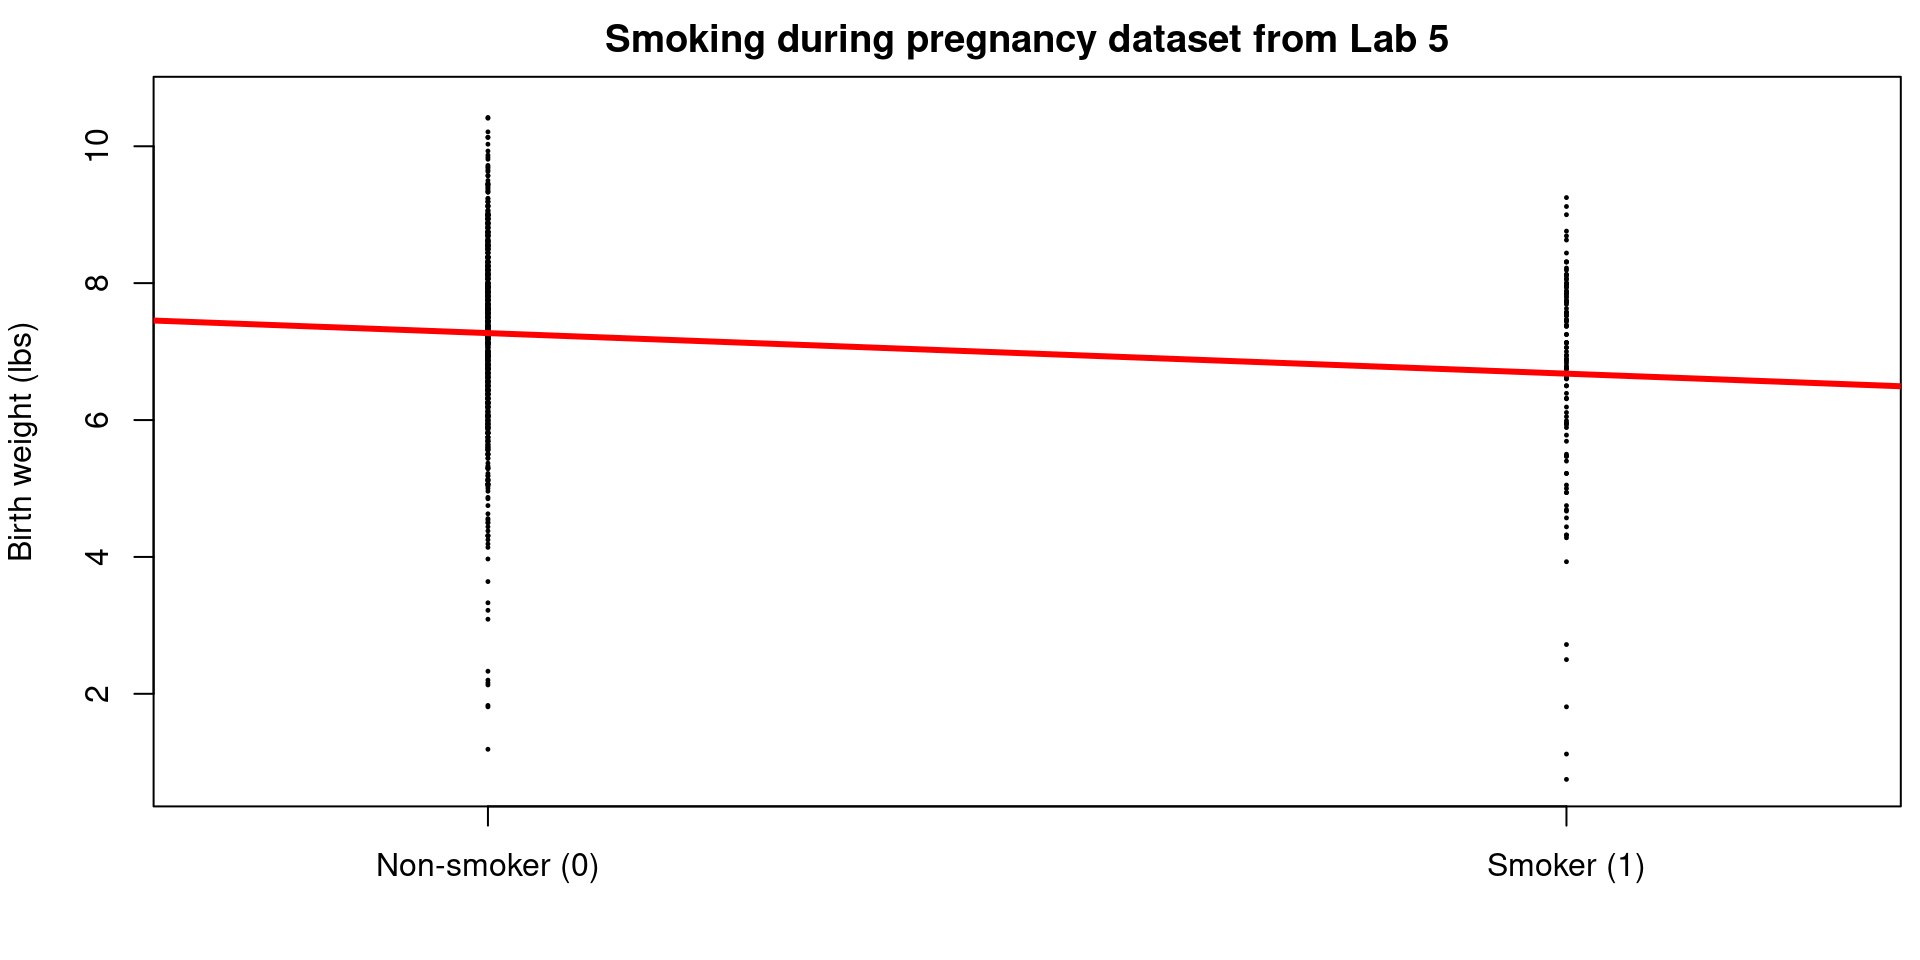 Smoking during pregnancy dataset from Lab 5
Birth weight (lbs)
10
8
6
4
2
Non-smoker (0)
Smoker (1)